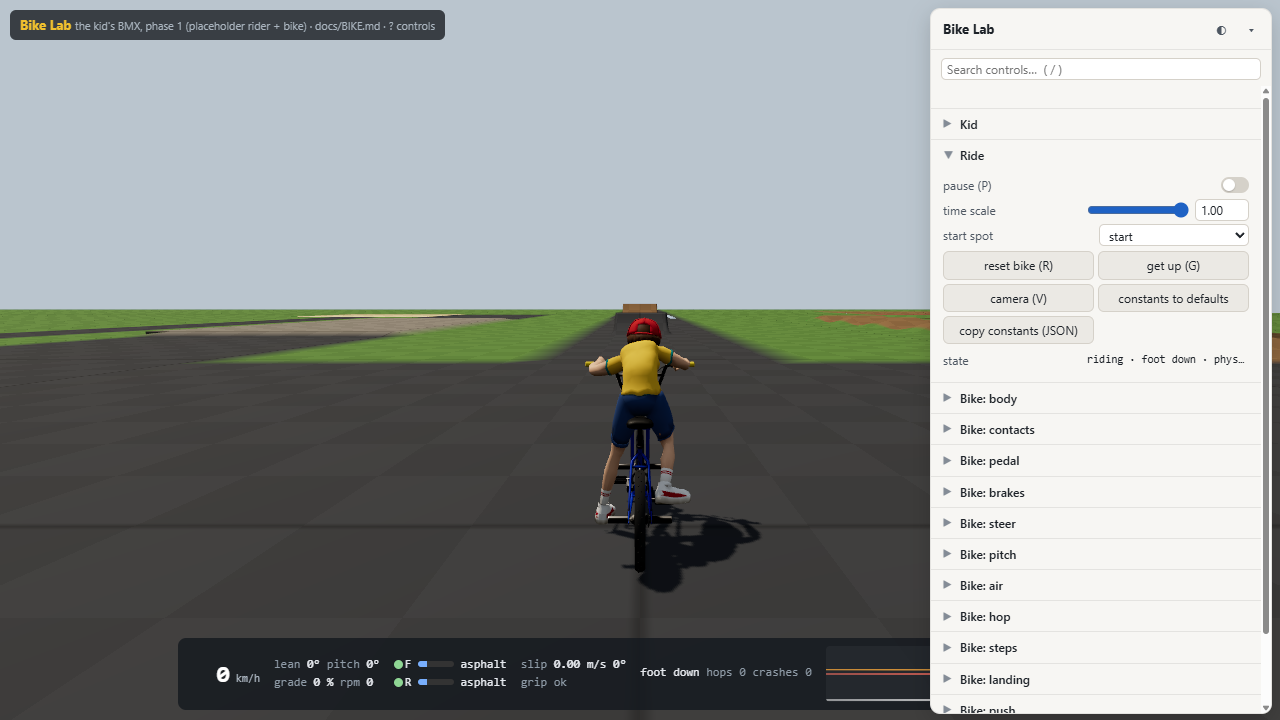 Bike Lab the kid's BMX, phase 1 (placeholder rider + bike) · docs/BIKE.md · ? controls
Bike Lab
Search controls... ( / )
Kid
Ride
pause (P)
time scale 1.00
start spot start
reset bike (R) get up (G)
camera (V) constants to defaults
copy constants (JSON)
state riding · foot down · phys…
Bike: body
Bike: contacts
Bike: pedal
Bike: brakes
Bike: steer
Bike: pitch
Bike: air
Bike: hop
Bike: steps
Bike: landing
Bike: push
0 km/h
lean 0° pitch 0°
grade 0 % rpm 0
F asphalt
R asphalt
slip 0.00 m/s 0°
grip ok
foot down hops 0 crashes 0